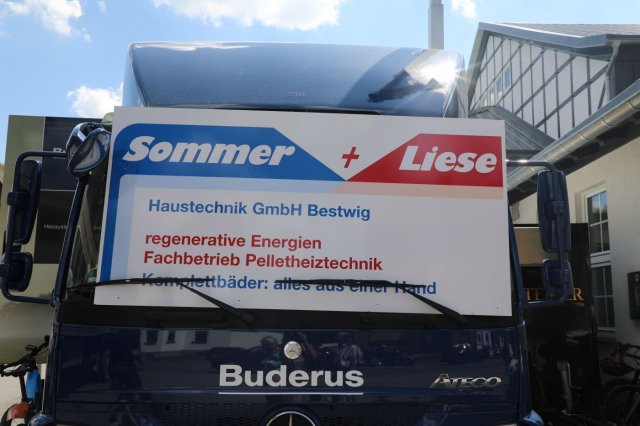 Sommer + Liese
Haustechnik GmbH Bestwig
regenerative Energien
Fachbetrieb Pelletheiztechnik
Komplettbäder: alles aus einer Hand
Buderus
ATEGO